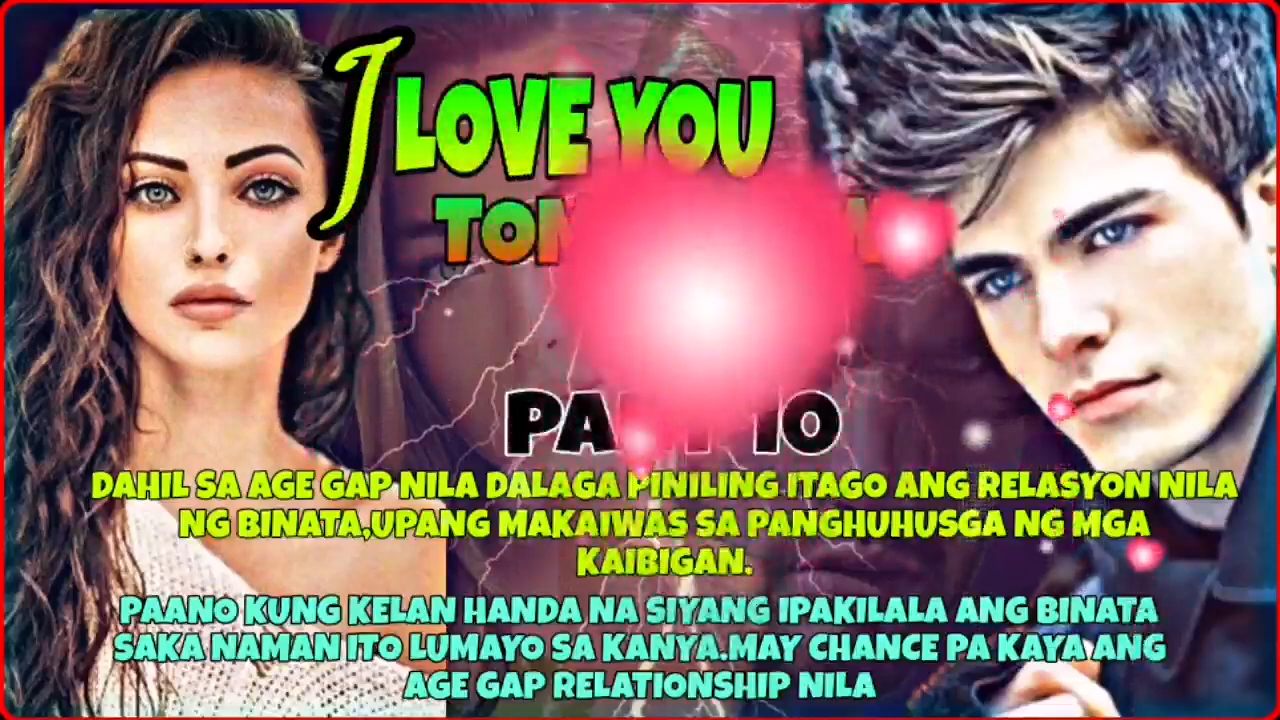 I LOVE YOU
10
DAHIL SA AGE GAP NILA DALAGA PINILING ITAGO ANG RELASYON NILA
NG BINATA,UPANG MAKAIWAS SA PANGHUHUSGA NG MGA
KAIBIGAN.
PAANO KUNG KELAN HANDA NA SIYANG IPAKILALA ANG BINATA
SAKA NAMAN ITO LUMAYO SA KANYA.MAY CHANCE PA KAYA ANG
AGE GAP RELATIONSHIP NILA